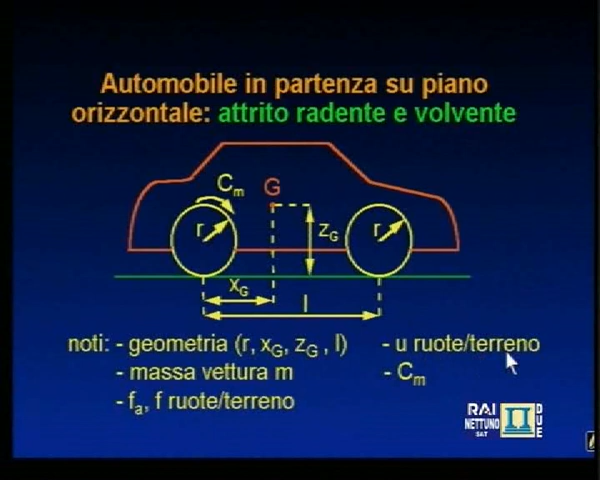 Automobile in partenza su piano
orizzontale: attrito radente e volvente
Cm
G
r
zG
r
xG
l
noti: - geometria (r, xG, zG , l)
- massa vettura m
- fa, f ruote/terreno
- u ruote/terreno
- Cm
RAI
NETTUNO
SAT
DUE